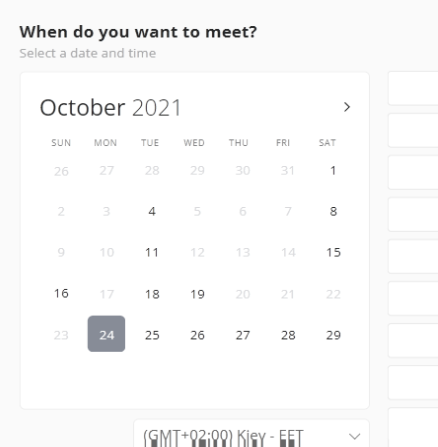 When do you want to meet?
Select a date and time
October 2021
SUN MON TUE WED THU FRI SAT
26 27 28 29 30 31 1
2 3 4 5 6 7 8
9 10 11 12 13 14 15
16 17 18 19 20 21 22
23 24 25 26 27 28 29
(GMT+02:00) Kiev - EET